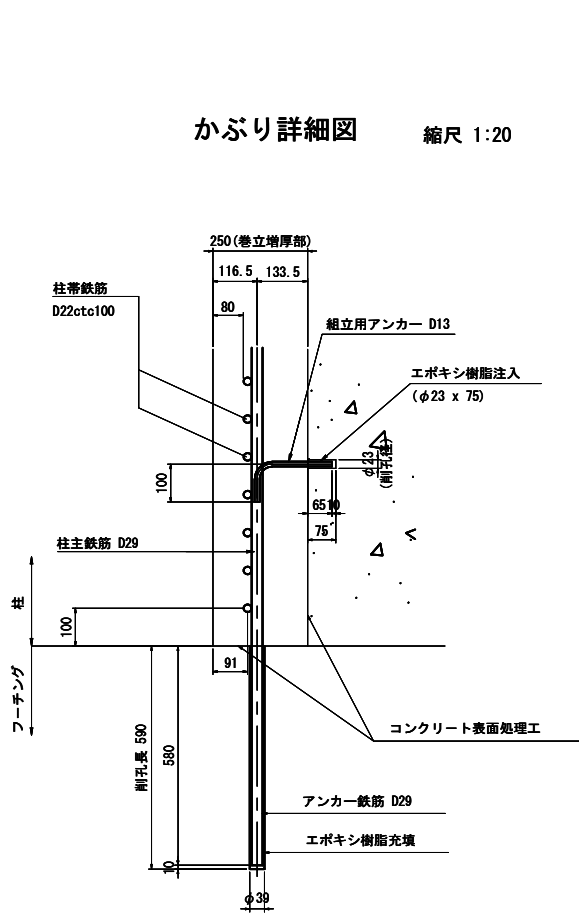 かぶり詳細図 縮尺 1:20
250(巻立増厚部)
116.5 133.5
柱帯鉄筋
D22ctc100
80
組立用アンカー D13
エポキシ樹脂注入
(φ23 x 75)
φ23
(削孔径)
100
65 10
75
柱主鉄筋 D29
柱
100
91
フーチング
コンクリート表面処理工
削孔長 590
580
アンカー鉄筋 D29
エポキシ樹脂充填
10
φ39